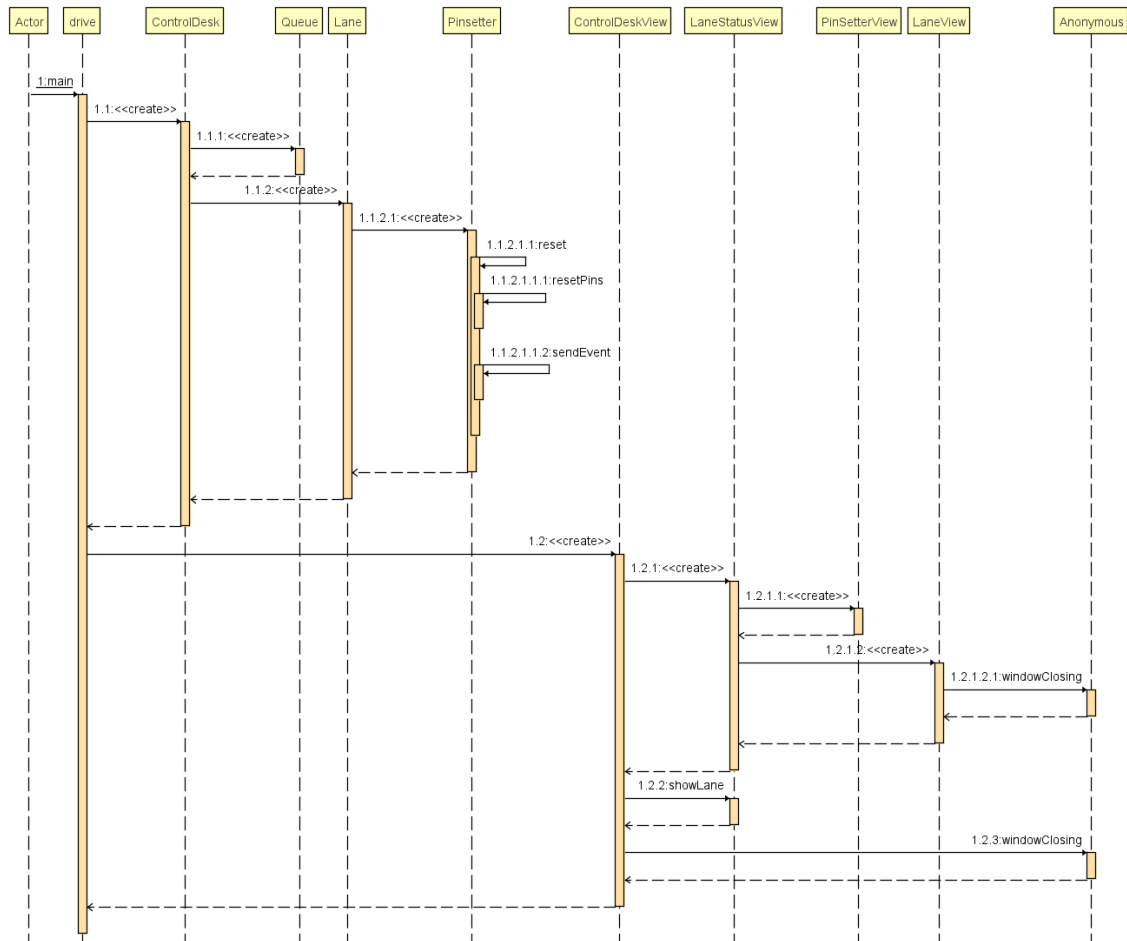 Actor
drive
ControlDesk
Queue
Lane
Pinsetter
ControlDeskView
LaneStatusView
PinSetterView
LaneView
Anonymous
1:main
1.1:<<create>>
1.1.1:<<create>>
1.1.2:<<create>>
1.1.2.1:<<create>>
1.1.2.1.1:reset
1.1.2.1.1.1:resetPins
1.1.2.1.1.2:sendEvent
1.2:<<create>>
1.2.1:<<create>>
1.2.1.1:<<create>>
1.2.1.2:<<create>>
1.2.1.2.1:windowClosing
1.2.2:showLane
1.2.3:windowClosing